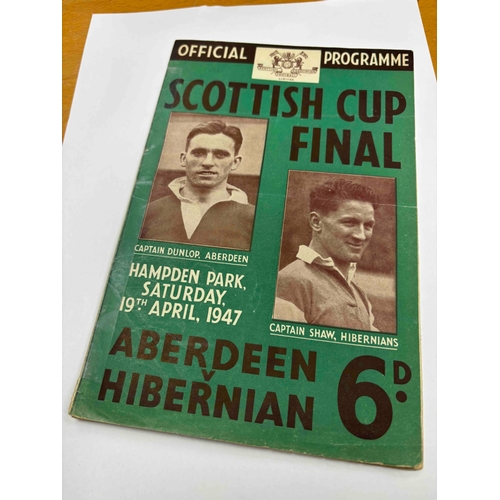 OFFICIAL PROGRAMME
SCOTTISH CUP
FINAL
CAPTAIN DUNLOP, ABERDEEN
HAMPDEN PARK,
SATURDAY,
19TH APRIL, 1947
CAPTAIN SHAW, HIBERNIANS
ABERDEEN
V
HIBERNIAN
6D.